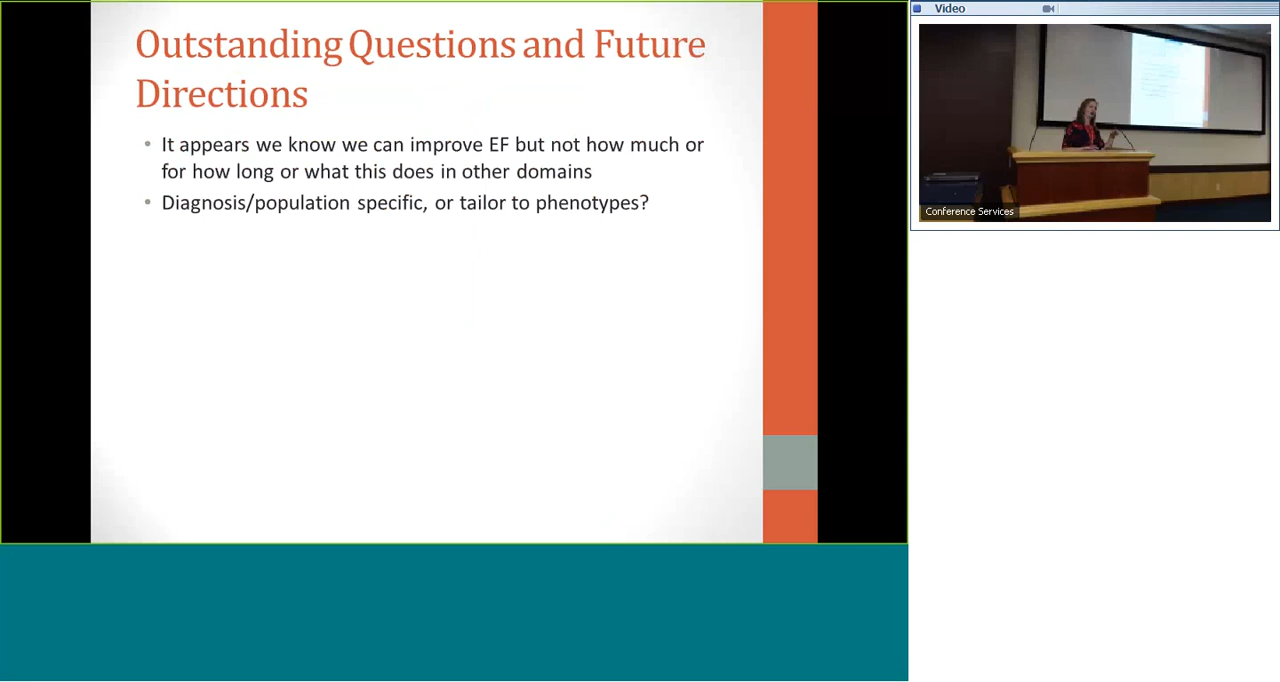 Outstanding Questions and Future
Directions
• It appears we know we can improve EF but not how much or
for how long or what this does in other domains
• Diagnosis/population specific, or tailor to phenotypes?
Video
Conference Services